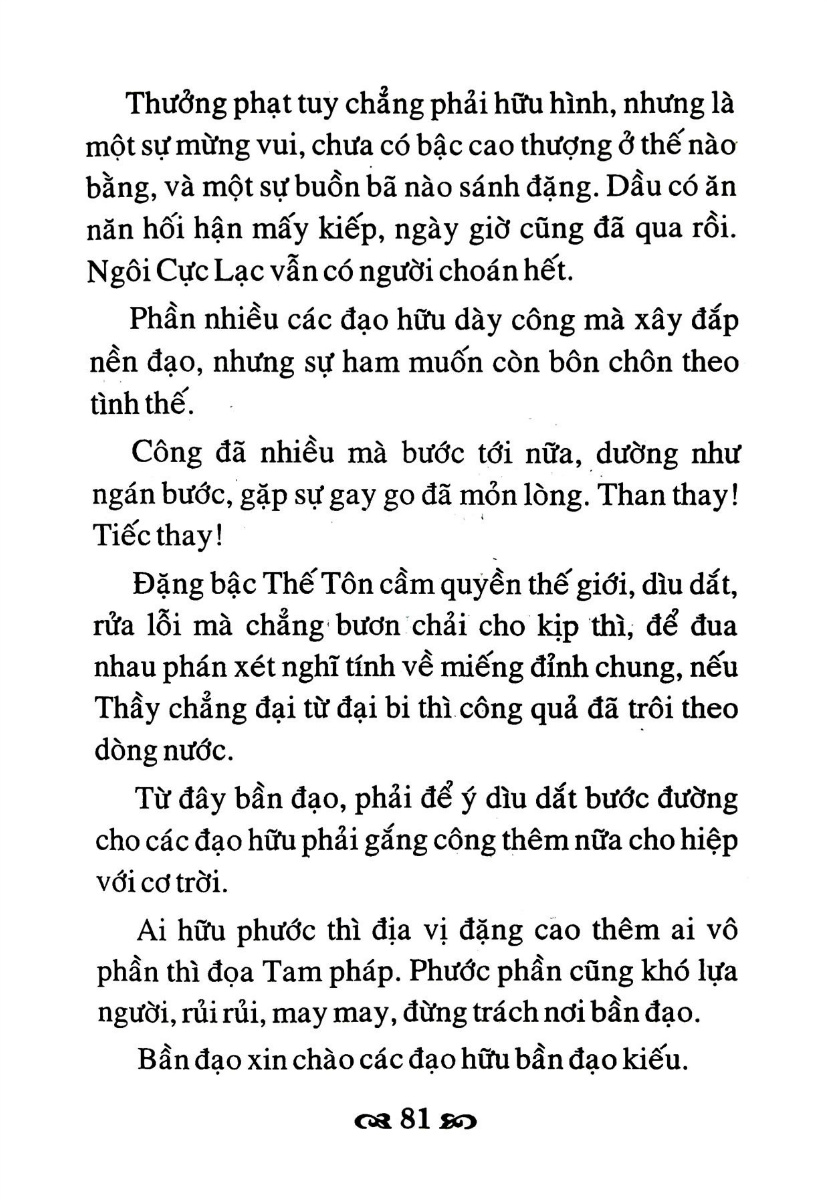 Thưởng phạt tuy chẳng phải hữu hình, nhưng là
một sự mừng vui, chưa có bậc cao thượng ở thế nào
bằng, và một sự buồn bã nào sánh đặng. Dầu có ăn
năn hối hận mấy kiếp, ngày giờ cũng đã qua rồi.
Ngôi Cực Lạc vẫn có người choán hết.
Phần nhiều các đạo hữu dày công mà xây đắp
nền đạo, nhưng sự ham muốn còn bôn chôn theo
tình thế.
Công đã nhiều mà bước tới nữa, dường như
ngán bước, gặp sự gay go đã mỏn lòng. Than thay!
Tiếc thay!
Đặng bậc Thế Tôn cầm quyền thế giới, dìu dắt,
rửa lỗi mà chẳng bươn chải cho kịp thì, để đua
nhau phán xét nghĩ tính về miếng đỉnh chung, nếu
Thầy chẳng đại từ đại bi thì công quả đã trôi theo
dòng nước.
Từ đây bần đạo, phải để ý dìu dắt bước đường
cho các đạo hữu phải gắng công thêm nữa cho hiệp
với cơ trời.
Ai hữu phước thì địa vị đặng cao thêm ai vô
phần thì đọa Tam pháp. Phước phần cũng khó lựa
người, rủi rủi, may may, đừng trách nơi bần đạo.
Bần đạo xin chào các đạo hữu bần đạo kiếu.
81